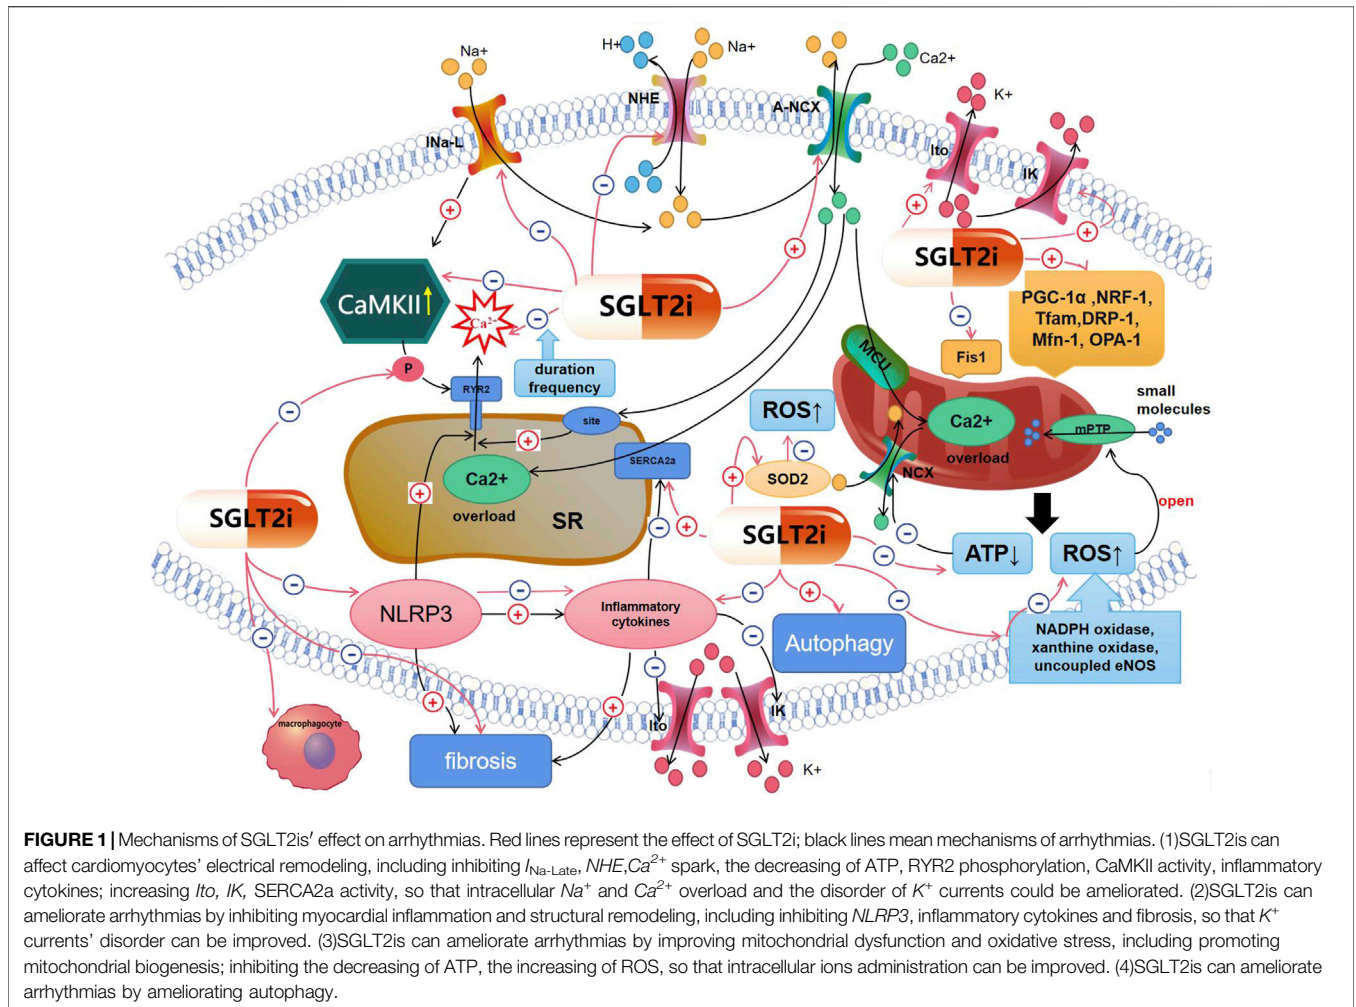 Na+
H+
Na+
Ca2+
K+
NHE
A-NCX
INa-L
Ito
IK
+
-
-
-
+
+
+
SGLT2i
SGLT2i
+
-
CaMKII↑
Ca²⁺
-
PGC-1α ,NRF-1,
Tfam,DRP-1,
Mfn-1, OPA-1
MCU
Fis1
P
RYR2
duration
frequency
-
site
+
ROS↑
-
small
molecules
Ca2+
overload
mPTP
SERCA2a
SOD2
NCX
Ca2+
overload
SR
+
+
+
open
SGLT2i
SGLT2i
-
-
-
ATP↓
ROS↑
-
NLRP3
-
+
Inflammatory
cytokines
-
+
-
-
Autophagy
NADPH oxidase,
xanthine oxidase,
uncoupled eNOS
-
-
-
-
+
+
Ito
IK
macrophagocyte
fibrosis
K+
FIGURE 1 | Mechanisms of SGLT2is′ effect on arrhythmias. Red lines represent the effect of SGLT2i; black lines mean mechanisms of arrhythmias. (1)SGLT2is can
affect cardiomyocytes’ electrical remodeling, including inhibiting INa-Late, NHE,Ca2+ spark, the decreasing of ATP, RYR2 phosphorylation, CaMKII activity, inflammatory
cytokines; increasing Ito, IK, SERCA2a activity, so that intracellular Na+ and Ca2+ overload and the disorder of K+ currents could be ameliorated. (2)SGLT2is can
ameliorate arrhythmias by inhibiting myocardial inflammation and structural remodeling, including inhibiting NLRP3, inflammatory cytokines and fibrosis, so that K+
currents’ disorder can be improved. (3)SGLT2is can ameliorate arrhythmias by improving mitochondrial dysfunction and oxidative stress, including promoting
mitochondrial biogenesis; inhibiting the decreasing of ATP, the increasing of ROS, so that intracellular ions administration can be improved. (4)SGLT2is can ameliorate
arrhythmias by ameliorating autophagy.